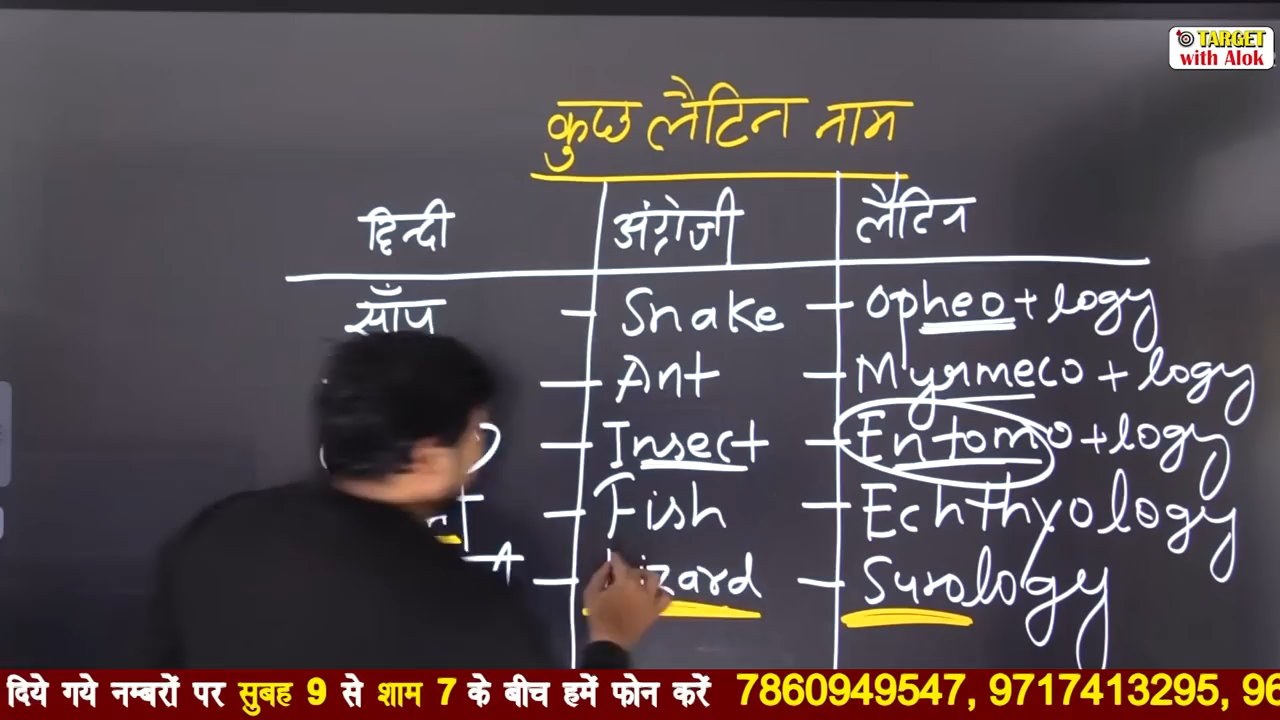 TARGET
with Alok
कुछ लैटिन नाम
हिन्दी अंग्रेजी लैटिन
साँप – Snake – Opheo + logy
– Ant – Myrmeco + logy
– Insect – Entomo + logy
– Fish – Echthyology
– Lizard – Surology
दिये गये नम्बरों पर सुबह 9 से शाम 7 के बीच हमें फोन करें 7860949547, 9717413295, 96